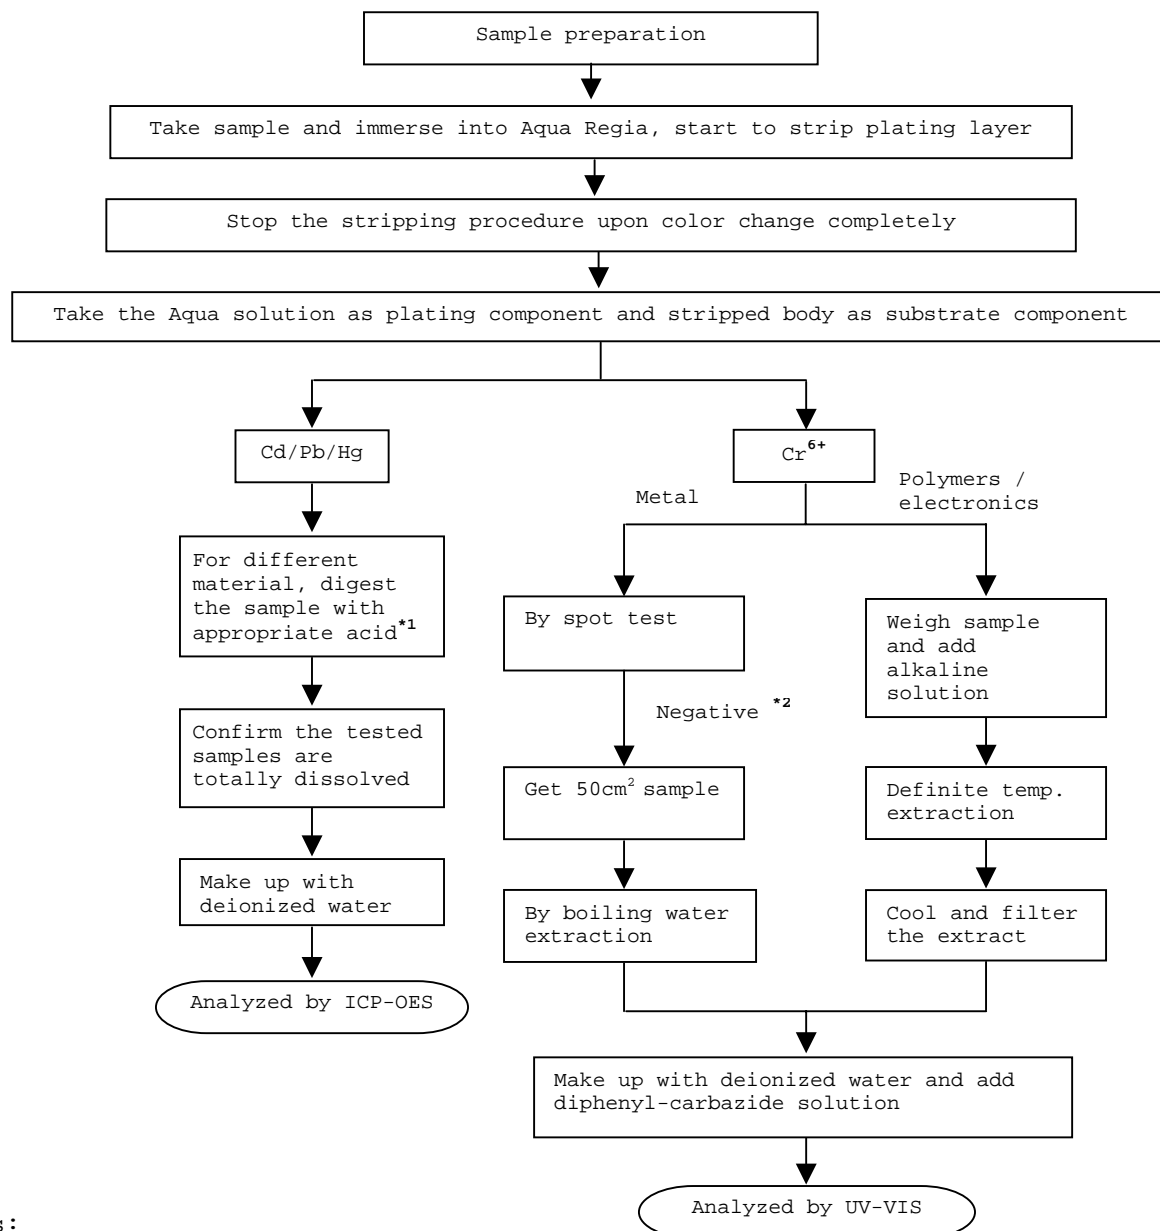 Sample preparation
Take sample and immerse into Aqua Regia, start to strip plating layer
Stop the stripping procedure upon color change completely
Take the Aqua solution as plating component and stripped body as substrate component
Cd/Pb/Hg
For different
material, digest
the sample with
appropriate acid*1
Confirm the tested
samples are
totally dissolved
Make up with
deionized water
Analyzed by ICP-OES
Cr6+
Metal
Polymers /
electronics
By spot test
Negative *2
Get 50cm² sample
By boiling water
extraction
Weigh sample
and add
alkaline
solution
Definite temp.
extraction
Cool and filter
the extract
Make up with deionized water and add
diphenyl-carbazide solution
Analyzed by UV-VIS